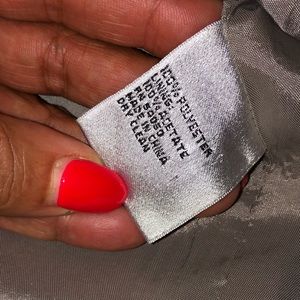 100% POLYESTER
LINING:
100% ACETATE
MADE IN CHINA
DRY CLEAN